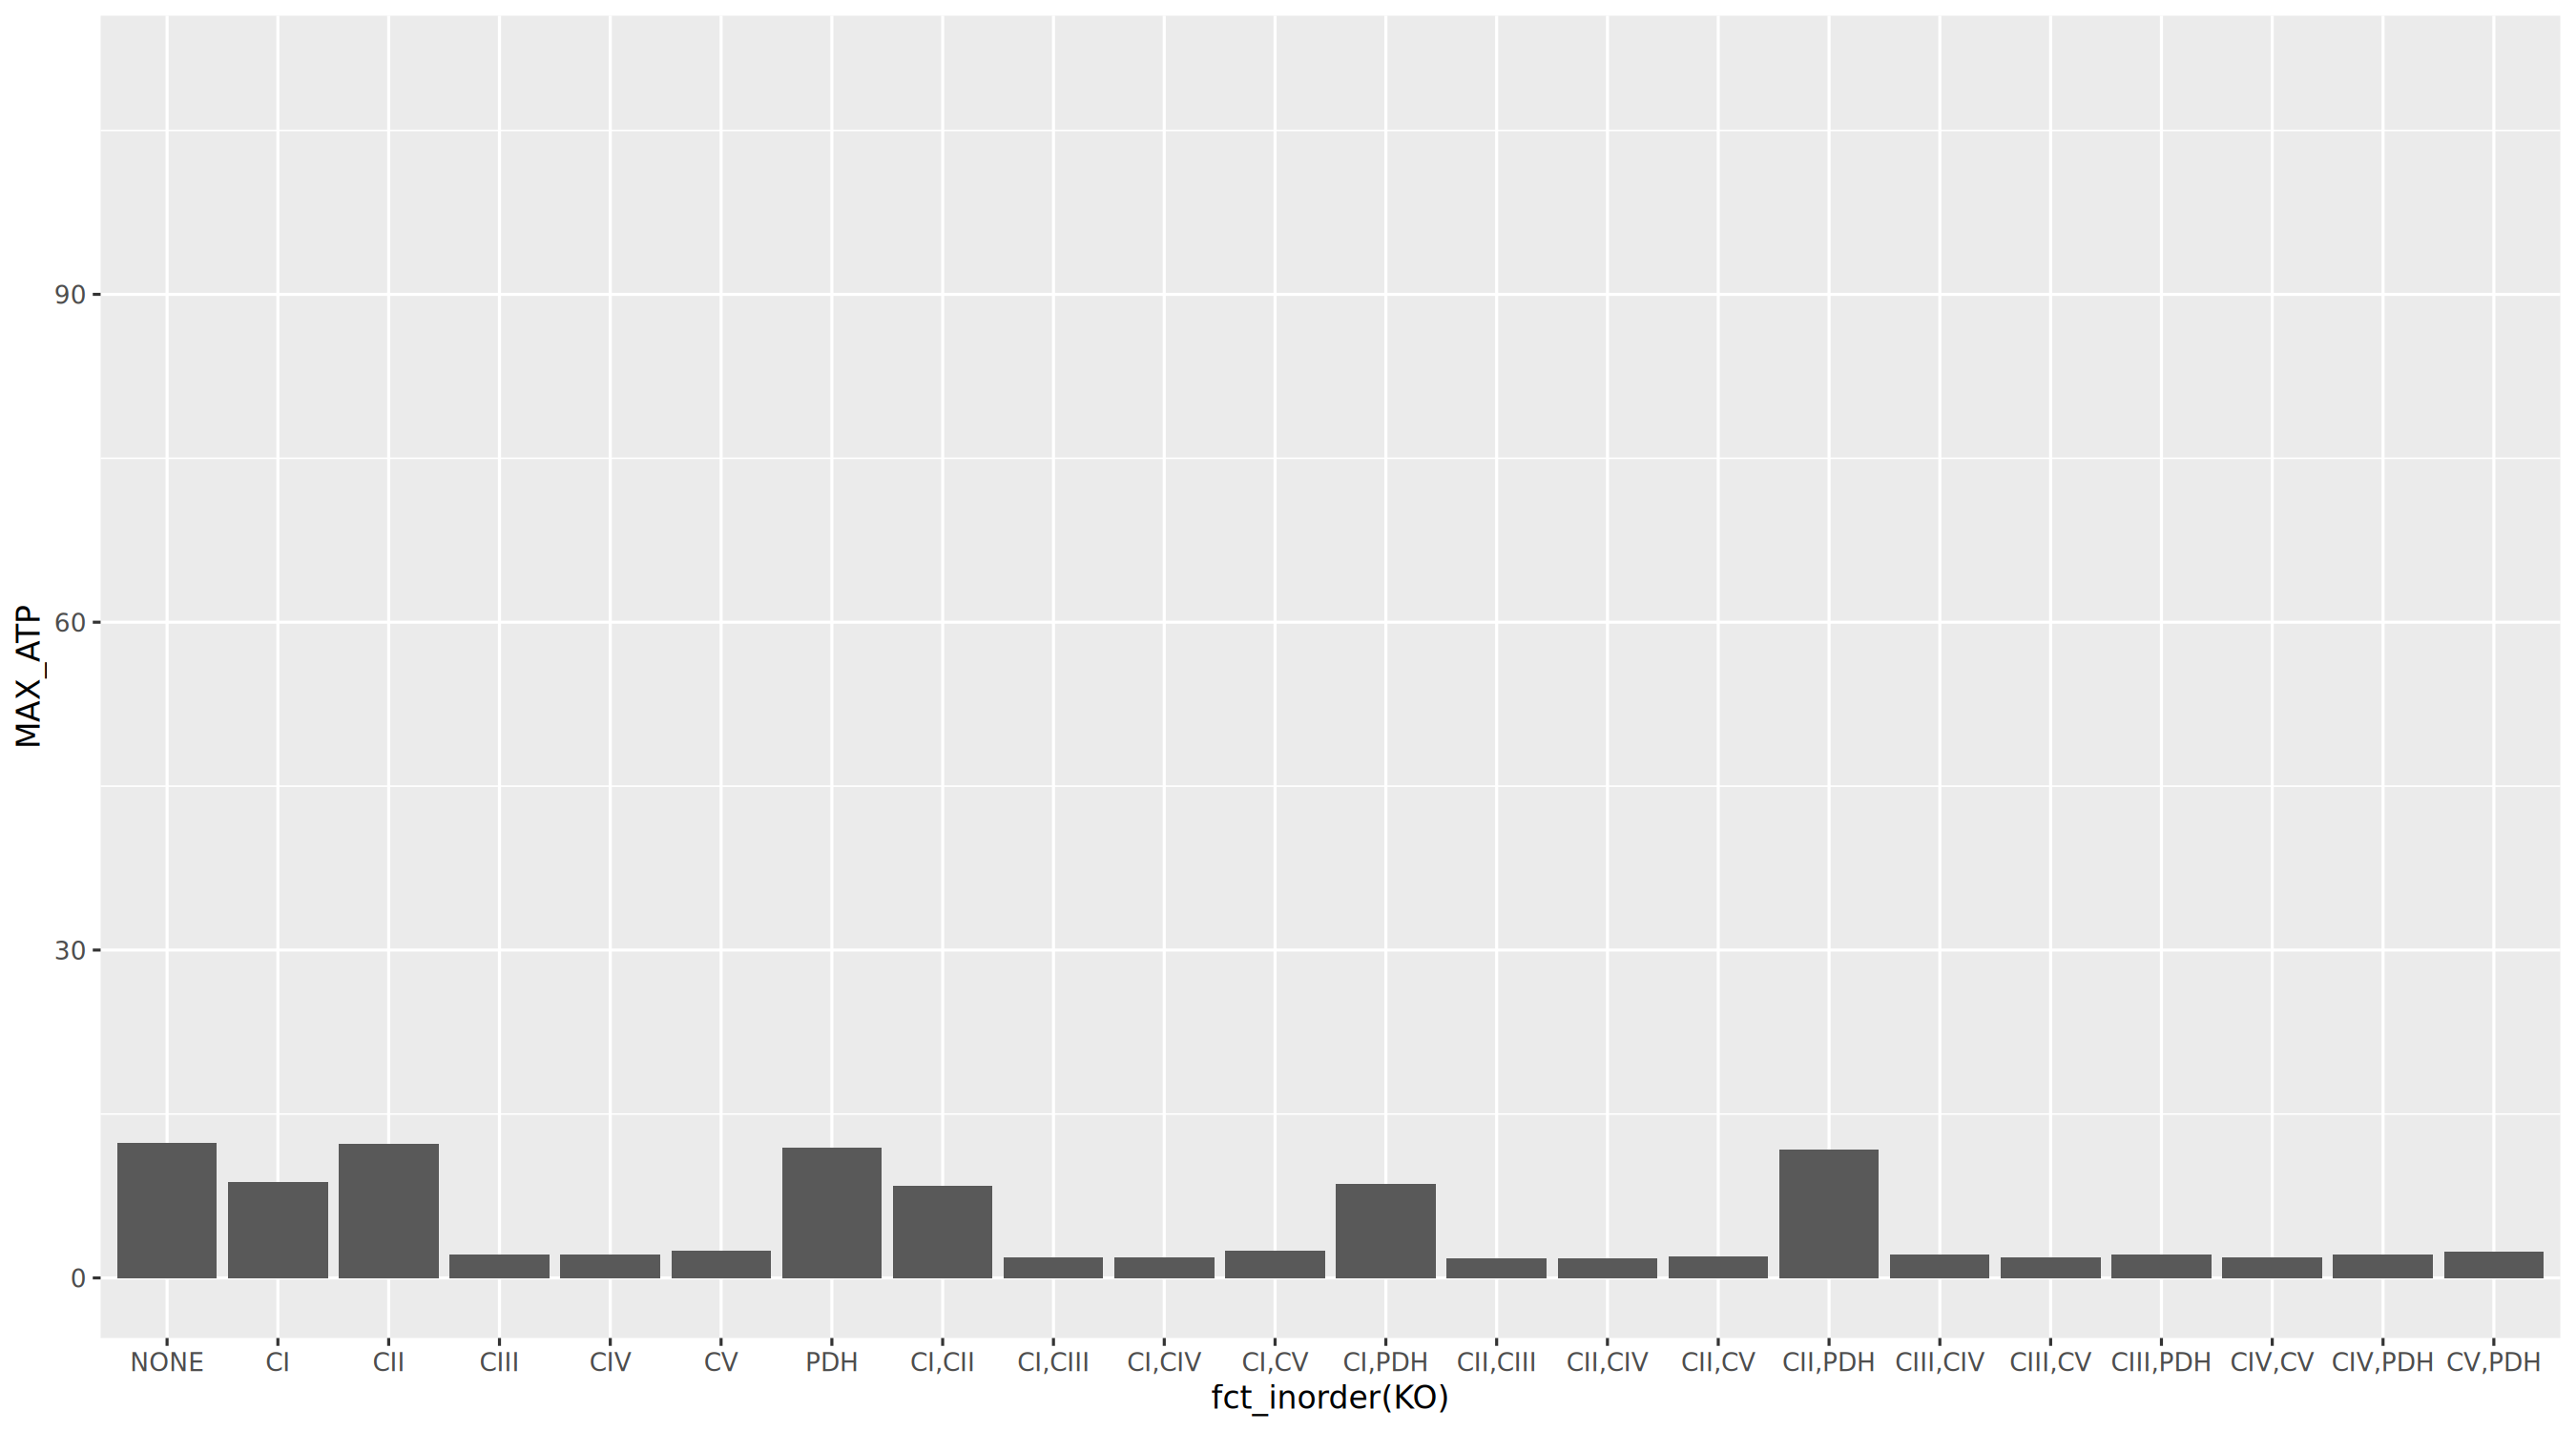 MAX_ATP
90
60
30
0
NONE CI CII CIII CIV CV PDH CI,CII CI,CIII CI,CIV CI,CV CI,PDH CII,CIII CII,CIV CII,CV CII,PDH CIII,CIV CIII,CV CIII,PDH CIV,CV CIV,PDH CV,PDH
fct_inorder(KO)